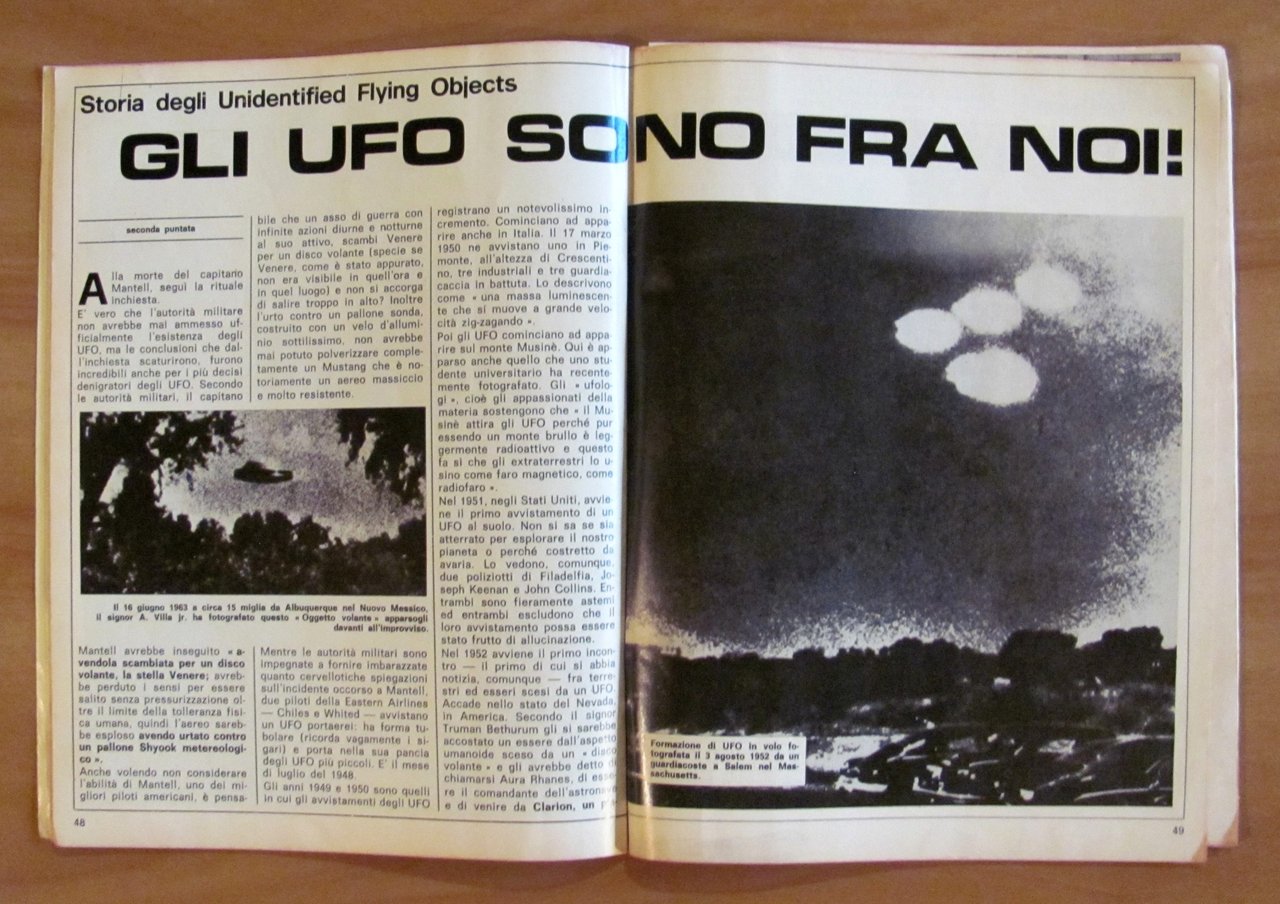 Storia degli Unidentified Flying Objects
GLI UFO SONO FRA NOI!
seconda puntata
Alla morte del capitano
Mantell, seguì la rituale
inchiesta.
E' vero che l'autorità militare
non avrebbe mai ammesso uf-
ficialmente l'esistenza degli
UFO, ma le conclusioni che dal-
l'inchiesta scaturirono, furono
incredibili anche per i più decisi
denigratori degli UFO. Secondo
le autorità militari, il capitano
Il 16 giugno 1963 a circa 15 miglia da Albuquerque nel Nuovo Messico,
il signor A. Villa jr. ha fotografato questo «Oggetto volante» apparsogli
davanti all'improvviso.
Mantell avrebbe inseguito « a-
vendola scambiata per un disco
volante, la stella Venere; avreb-
be perduto i sensi per essere
salito senza pressurizzazione ol-
tre il limite della tolleranza fisi-
ca umana, quindi l'aereo sareb-
be esploso avendo urtato contro
un pallone Shyook metereologi-
co ».
Anche volendo non considerare
l'abilità di Mantell, uno dei mi-
gliori piloti americani, è pensa-
bile che un asso di guerra con
infinite azioni diurne e notturne
al suo attivo, scambi Venere
per un disco volante (specie se
Venere, come è stato appurato,
non era visibile in quell'ora e
in quel luogo) e non si accorga
di salire troppo in alto? Inoltre
l'urto contro un pallone sonda,
costruito con un velo d'allumi-
nio sottilissimo, non avrebbe
mai potuto polverizzare comple-
tamente un Mustang che è no-
toriamente un aereo massiccio
e molto resistente.
Mentre le autorità militari sono
impegnate a fornire imbarazzate
quanto cervellotiche spiegazioni
sull'incidente occorso a Mantell,
due piloti della Eastern Airlines
— Chiles e Whited — avvistano
un UFO portaerei: ha forma tu-
bolare (ricorda vagamente i si-
gari) e porta nella sua pancia
degli UFO più piccoli. E' il mese
di luglio del 1948.
Gli anni 1949 e 1950 sono quelli
in cui gli avvistamenti degli UFO
registrano un notevolissimo in-
cremento. Cominciano ad appa-
rire anche in Italia. Il 17 marzo
1950 ne avvistano uno in Pie-
monte, all'altezza di Crescenti-
no, tre industriali e tre guardia-
caccia in battuta. Lo descrivono
come « una massa luminescen-
te che si muove a grande velo-
cità zig-zagando ».
Poi gli UFO cominciano ad appa-
rire sul monte Musinè. Qui è ap-
parso anche quello che uno stu-
dente universitario ha recente-
mente fotografato. Gli « ufolo-
gi », cioè gli appassionati della
materia sostengono che « il Mu-
sinè attira gli UFO perché pur
essendo un monte brullo è leg-
germente radioattivo e questo
fa sì che gli extraterrestri lo u-
sino come faro magnetico, come
radiofaro ».
Nel 1951, negli Stati Uniti, avvie-
ne il primo avvistamento di un
UFO al suolo. Non si sa se sia
atterrato per esplorare il nostro
pianeta o perché costretto da
avaria. Lo vedono, comunque,
due poliziotti di Filadelfia, Jo-
seph Keenan e John Collins. En-
trambi sono fieramente astemi
ed entrambi escludono che il
loro avvistamento possa essere
stato frutto di allucinazione.
Nel 1952 avviene il primo incon-
tro — il primo di cui si abbia
notizia, comunque — fra terre-
stri ed esseri scesi da un UFO.
Accade nello stato del Nevada,
in America. Secondo il signor
Truman Bethurum gli si sarebbe
accostato un essere dall'aspetto
umanoide sceso da un « disco
volante » e gli avrebbe detto di
chiamarsi Aura Rhanes, di esse-
re il comandante dell'astronave
e di venire da Clarion, un
Formazione di UFO in volo fo-
tografata il 3 agosto 1952 da un
guardiacoste a Salem nel Mas-
sachusetts.
48
49